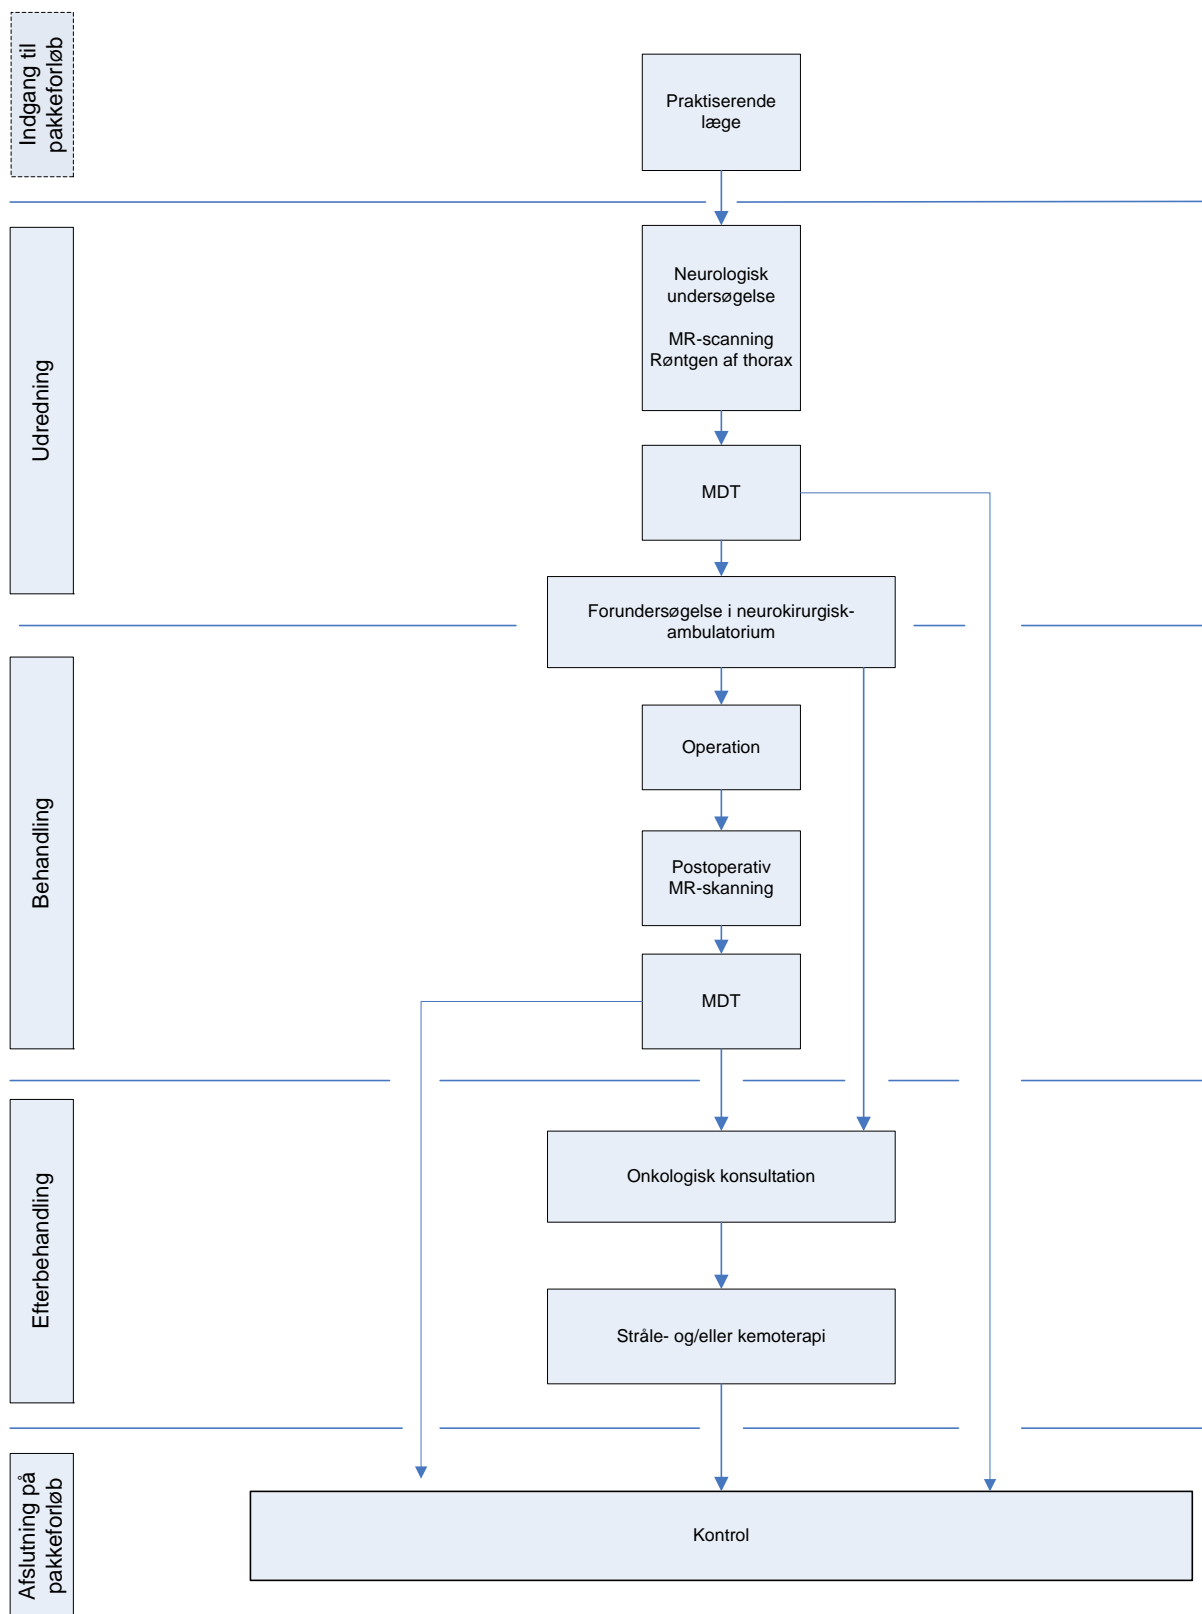 Indgang til
pakkeforløb
Praktiserende
læge
Udredning
Neurologisk
undersøgelse
MR-scanning
Røntgen af thorax
MDT
Forundersøgelse i neurokirurgisk-
ambulatorium
Behandling
Operation
Postoperativ
MR-skanning
MDT
Efterbehandling
Onkologisk konsultation
Stråle- og/eller kemoterapi
Afslutning på
pakkeforløb
Kontrol